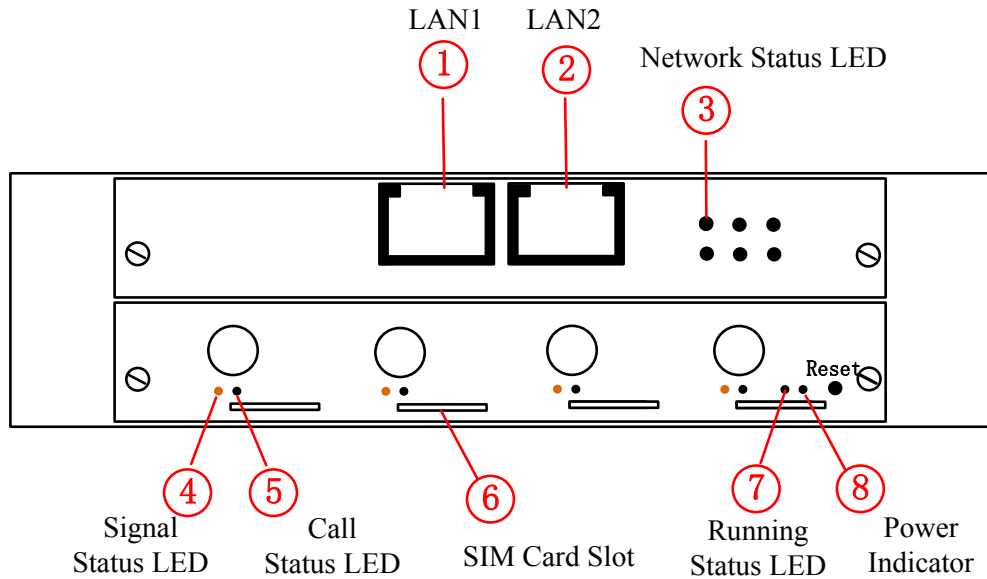 LAN1 LAN2
① ②
Network Status LED
③
Reset
④ ⑤ ⑥ ⑦ ⑧
Signal
Status LED
Call
Status LED
SIM Card Slot
Running
Status LED
Power
Indicator